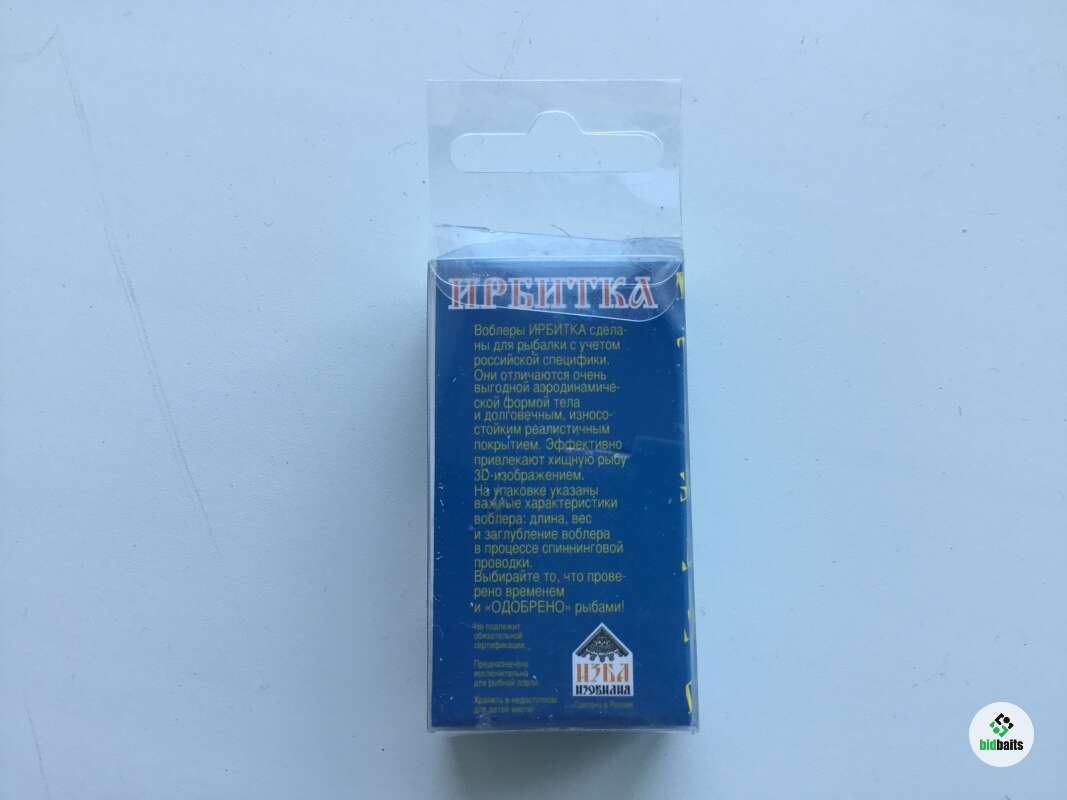 ИРБИТКА
Воблеры ИРБИТКА сдела-
ны для рыбалки с учетом
российской специфики.
Они отличаются очень
выгодной аэродинамиче-
ской формой тела
и долговечным, износо-
стойким реалистичным
покрытием. Эффективно
привлекают хищную рыбу
3D-изображением.
На упаковке указаны
важные характеристики
воблера: длина, вес
и заглубление воблера
в процессе спиннинговой
проводки.
Выбирайте то, что прове-
рено временем
и «ОДОБРЕНО» рыбами!
Не подлежит
обязательной
сертификации.
Предназначено
исключительно
для рыбной ловли.
Хранить в недоступном
для детей месте
ИЗБА
ИЗОБИЛИЯ
Сделано в России
bidbaits